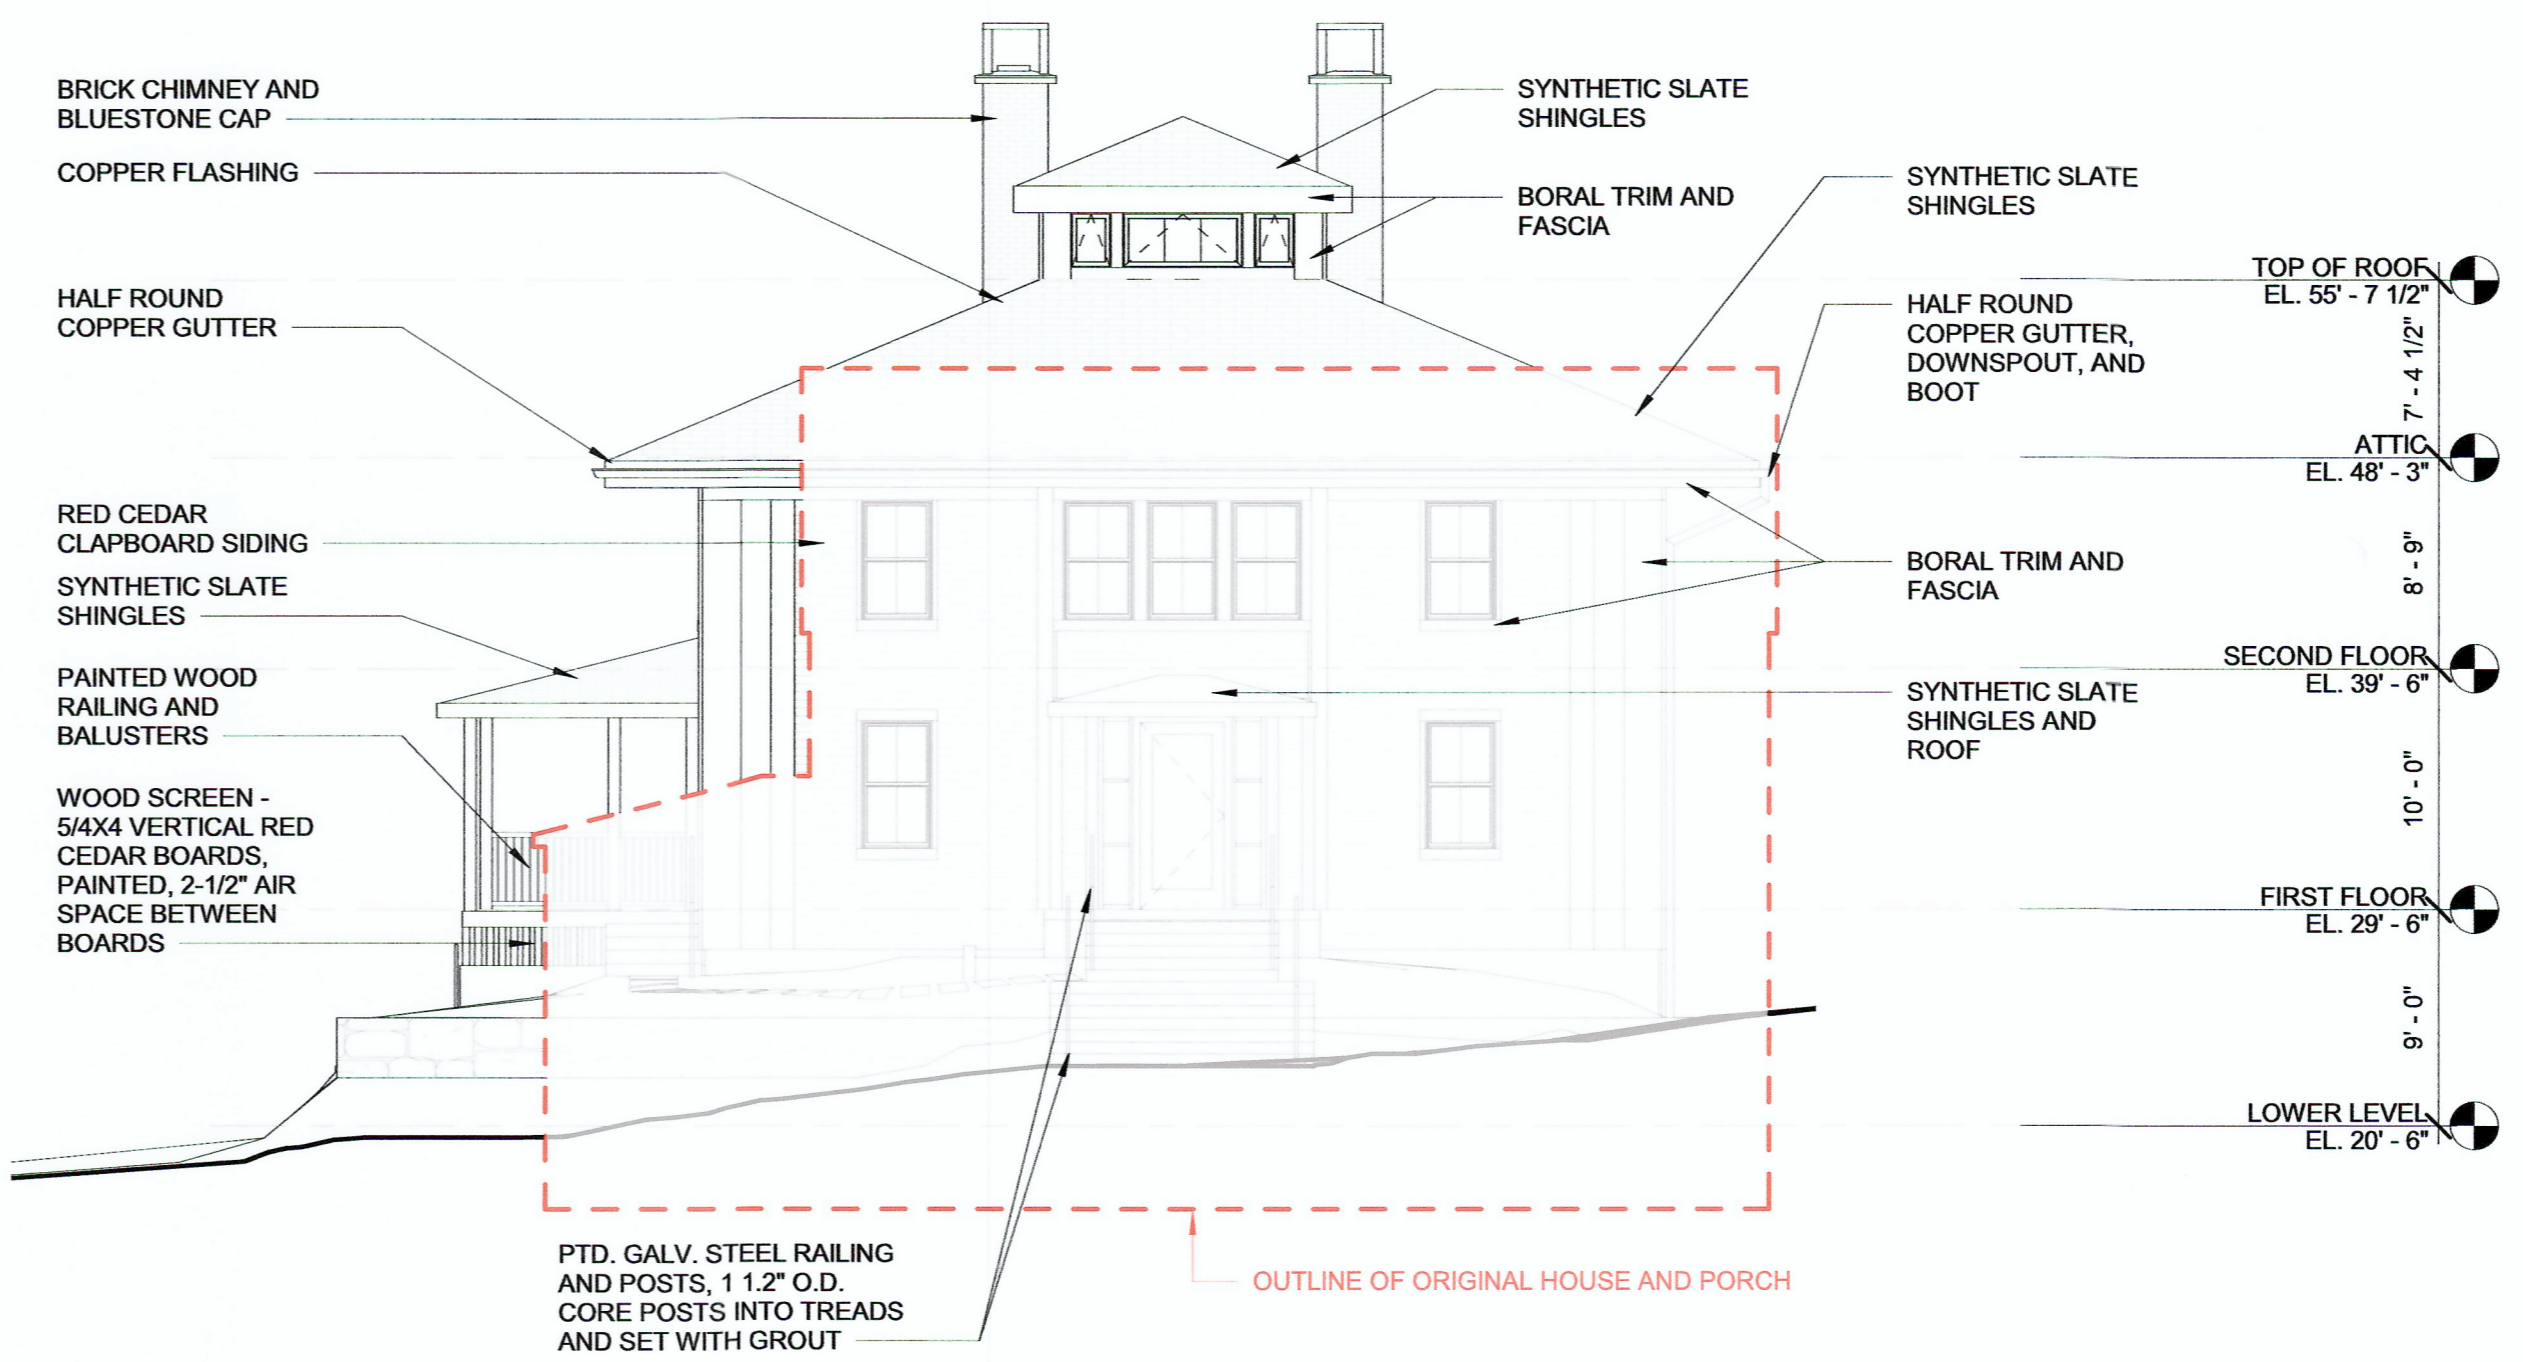 BRICK CHIMNEY AND
BLUESTONE CAP
COPPER FLASHING
HALF ROUND
COPPER GUTTER
RED CEDAR
CLAPBOARD SIDING
SYNTHETIC SLATE
SHINGLES
PAINTED WOOD
RAILING AND
BALUSTERS
WOOD SCREEN -
5/4X4 VERTICAL RED
CEDAR BOARDS,
PAINTED, 2-1/2" AIR
SPACE BETWEEN
BOARDS
PTD. GALV. STEEL RAILING
AND POSTS, 1 1.2" O.D.
CORE POSTS INTO TREADS
AND SET WITH GROUT
OUTLINE OF ORIGINAL HOUSE AND PORCH
SYNTHETIC SLATE
SHINGLES
BORAL TRIM AND
FASCIA
SYNTHETIC SLATE
SHINGLES
HALF ROUND
COPPER GUTTER,
DOWNSPOUT, AND
BOOT
BORAL TRIM AND
FASCIA
SYNTHETIC SLATE
SHINGLES AND
ROOF
TOP OF ROOF
EL. 55' - 7 1/2"
7' - 4 1/2"
ATTIC
EL. 48' - 3"
8' - 9"
SECOND FLOOR
EL. 39' - 6"
10' - 0"
FIRST FLOOR
EL. 29' - 6"
9' - 0"
LOWER LEVEL
EL. 20' - 6"